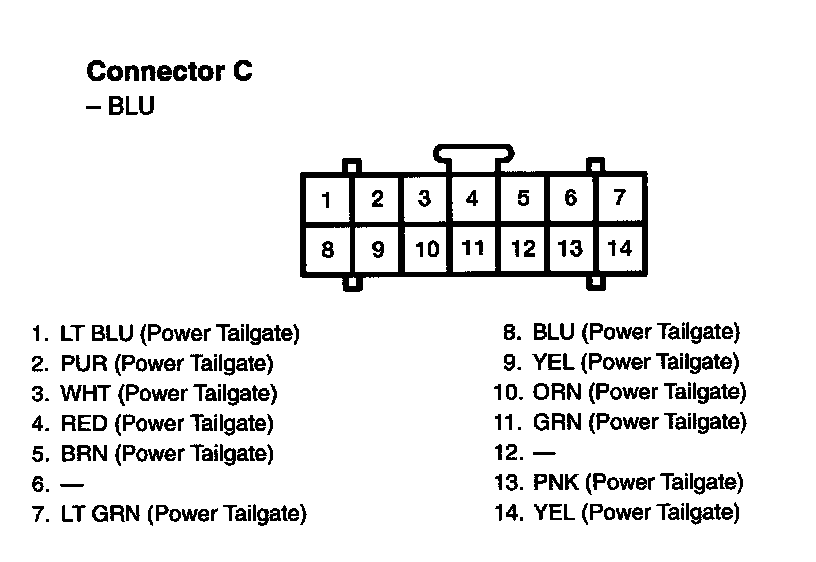 Connector C
– BLU
1 2 3 4 5 6 7
8 9 10 11 12 13 14
1. LT BLU (Power Tailgate)
2. PUR (Power Tailgate)
3. WHT (Power Tailgate)
4. RED (Power Tailgate)
5. BRN (Power Tailgate)
6. —
7. LT GRN (Power Tailgate)
8. BLU (Power Tailgate)
9. YEL (Power Tailgate)
10. ORN (Power Tailgate)
11. GRN (Power Tailgate)
12. —
13. PNK (Power Tailgate)
14. YEL (Power Tailgate)